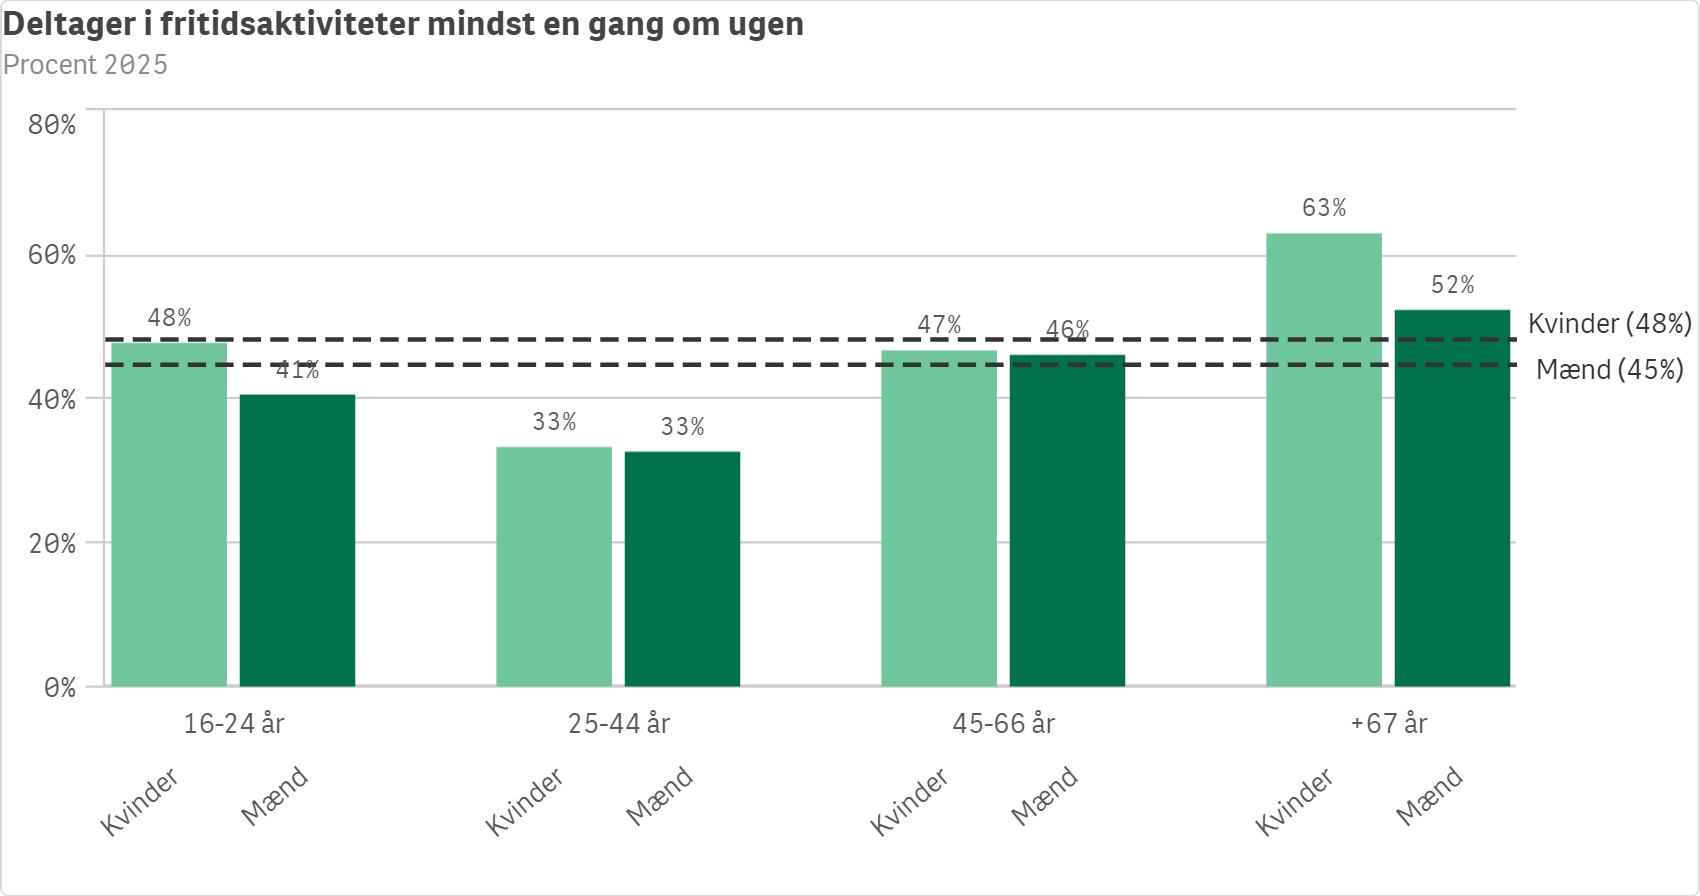 Deltager i fritidsaktiviteter mindst en gang om ugen
Procent 2025
80%
60%
40%
20%
0%
48%
41%
33%
33%
47%
46%
63%
52%
Kvinder (48%)
Mænd (45%)
16-24 år
25-44 år
45-66 år
+67 år
Kvinder
Mænd
Kvinder
Mænd
Kvinder
Mænd
Kvinder
Mænd